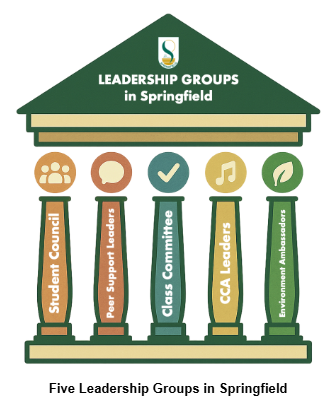 LEADERSHIP GROUPS
in Springfield
Student Council
Peer Support Leaders
Class Committee
CCA Leaders
Environment Ambassadors
Five Leadership Groups in Springfield